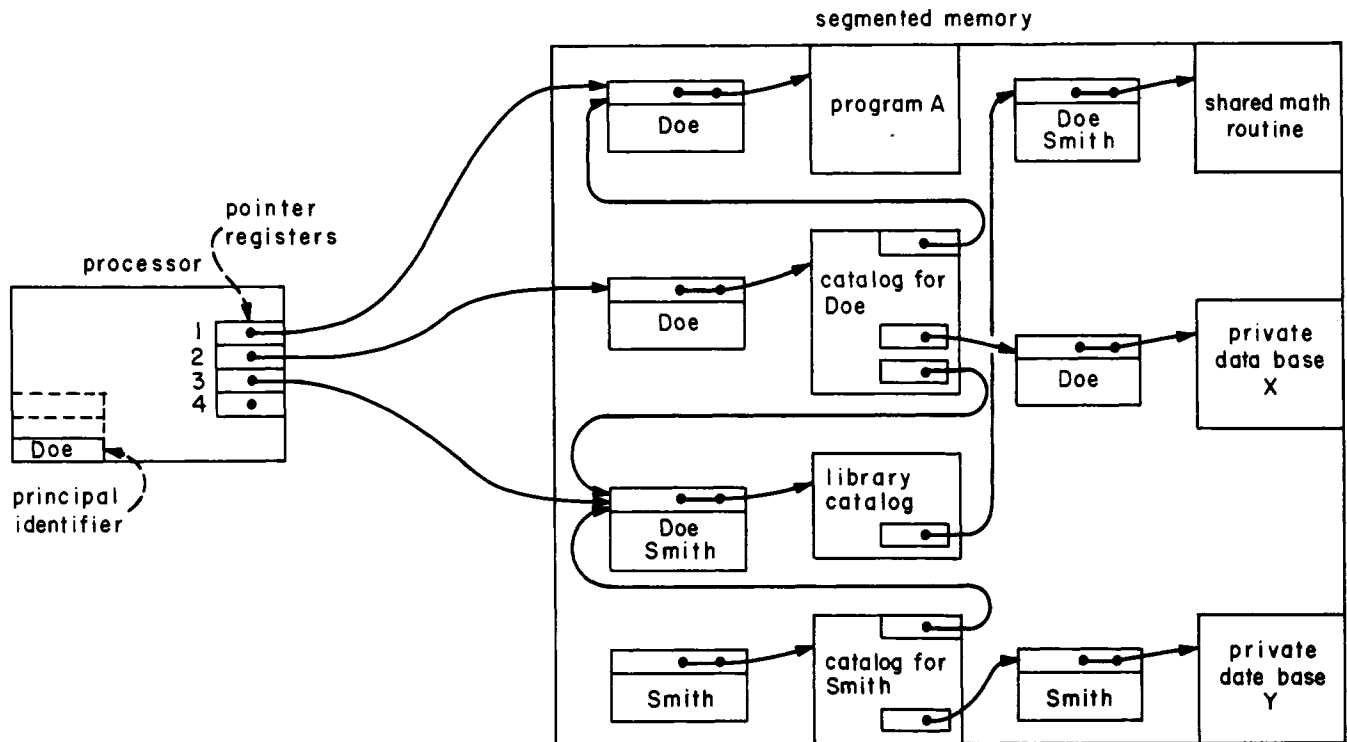 segmented memory
Doe
program A
Doe
Smith
shared math
routine
pointer
registers
processor
1
2
3
4
Doe
principal
identifier
Doe
catalog for
Doe
Doe
private
data base
X
Doe
Smith
library
catalog
Smith
catalog for
Smith
Smith
private
date base
Y